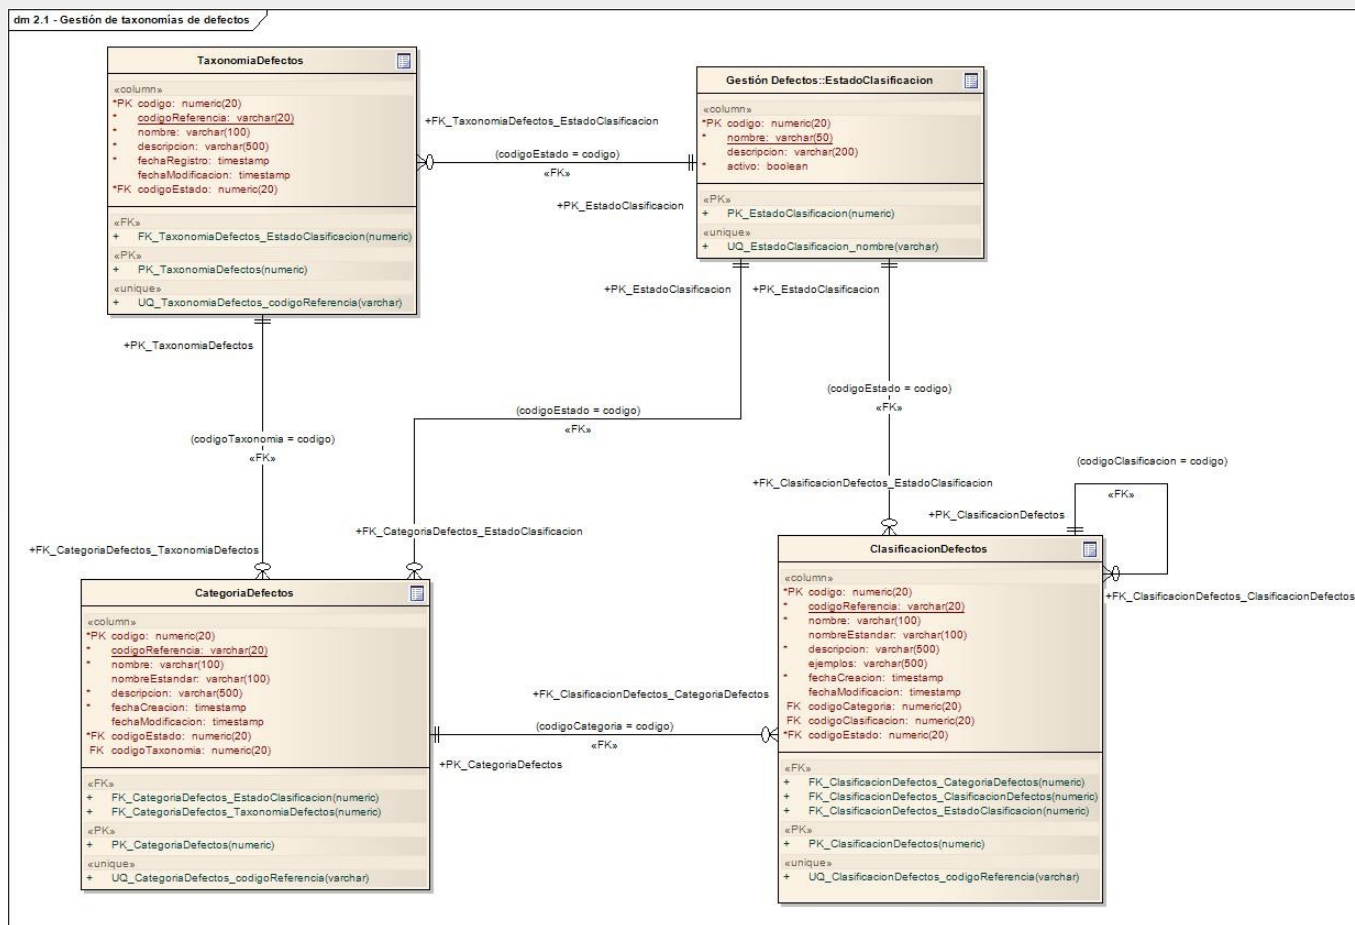 dm 2.1 - Gestión de taxonomías de defectos
TaxonomiaDefectos
«column»
*PK codigo: numeric(20)
* codigoReferencia: varchar(20)
* nombre: varchar(100)
* descripcion: varchar(500)
* fechaRegistro: timestamp
fechaModificacion: timestamp
*FK codigoEstado: numeric(20)
«FK»
+ FK_TaxonomiaDefectos_EstadoClasificacion(numeric)
«PK»
+ PK_TaxonomiaDefectos(numeric)
«unique»
+ UQ_TaxonomiaDefectos_codigoReferencia(varchar)
+FK_TaxonomiaDefectos_EstadoClasificacion
(codigoEstado = codigo)
«FK»
+PK_EstadoClasificacion
Gestión Defectos::EstadoClasificacion
«column»
*PK codigo: numeric(20)
* nombre: varchar(50)
descripcion: varchar(200)
* activo: boolean
«PK»
+ PK_EstadoClasificacion(numeric)
«unique»
+ UQ_EstadoClasificacion_nombre(varchar)
+PK_EstadoClasificacion
+PK_EstadoClasificacion
+PK_TaxonomiaDefectos
(codigoTaxonomia = codigo)
«FK»
+FK_CategoriaDefectos_TaxonomiaDefectos
(codigoEstado = codigo)
«FK»
+FK_CategoriaDefectos_EstadoClasificacion
(codigoEstado = codigo)
«FK»
+FK_ClasificacionDefectos_EstadoClasificacion
(codigoClasificacion = codigo)
«FK»
+PK_ClasificacionDefectos
+FK_ClasificacionDefectos_ClasificacionDefectos
CategoriaDefectos
«column»
*PK codigo: numeric(20)
* codigoReferencia: varchar(20)
* nombre: varchar(100)
nombreEstandar: varchar(100)
* descripcion: varchar(500)
* fechaCreacion: timestamp
fechaModificacion: timestamp
*FK codigoEstado: numeric(20)
FK codigoTaxonomia: numeric(20)
«FK»
+ FK_CategoriaDefectos_EstadoClasificacion(numeric)
+ FK_CategoriaDefectos_TaxonomiaDefectos(numeric)
«PK»
+ PK_CategoriaDefectos(numeric)
«unique»
+ UQ_CategoriaDefectos_codigoReferencia(varchar)
+FK_ClasificacionDefectos_CategoriaDefectos
(codigoCategoria = codigo)
«FK»
+PK_CategoriaDefectos
ClasificacionDefectos
«column»
*PK codigo: numeric(20)
* codigoReferencia: varchar(20)
* nombre: varchar(100)
nombreEstandar: varchar(100)
* descripcion: varchar(500)
ejemplos: varchar(500)
* fechaCreacion: timestamp
fechaModificacion: timestamp
FK codigoCategoria: numeric(20)
FK codigoClasificacion: numeric(20)
*FK codigoEstado: numeric(20)
«FK»
+ FK_ClasificacionDefectos_CategoriaDefectos(numeric)
+ FK_ClasificacionDefectos_ClasificacionDefectos(numeric)
+ FK_ClasificacionDefectos_EstadoClasificacion(numeric)
«PK»
+ PK_ClasificacionDefectos(numeric)
«unique»
+ UQ_ClasificacionDefectos_codigoReferencia(varchar)